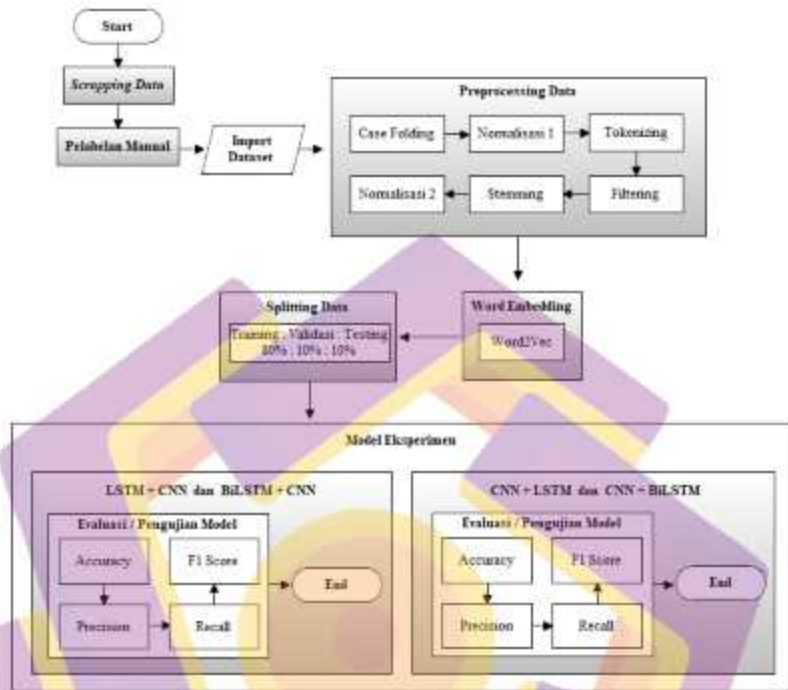 Start
Scrapping Data
Pelabelan Manual
Import
Dataset
Preprocessing Data
Case Folding
Normalisasi 1
Tokenizing
Normalisasi 2
Stemming
Filtering
Splitting Data
Training : Validasi : Testing
80% : 10% : 10%
Word Embedding
Word2Vec
Model Eksperimen
LSTM + CNN dan BiLSTM + CNN
Evaluasi / Pengujian Model
Accuracy
F1 Score
Precision
Recall
End
CNN + LSTM dan CNN + BiLSTM
Evaluasi / Pengujian Model
Accuracy
F1 Score
Precision
Recall
End